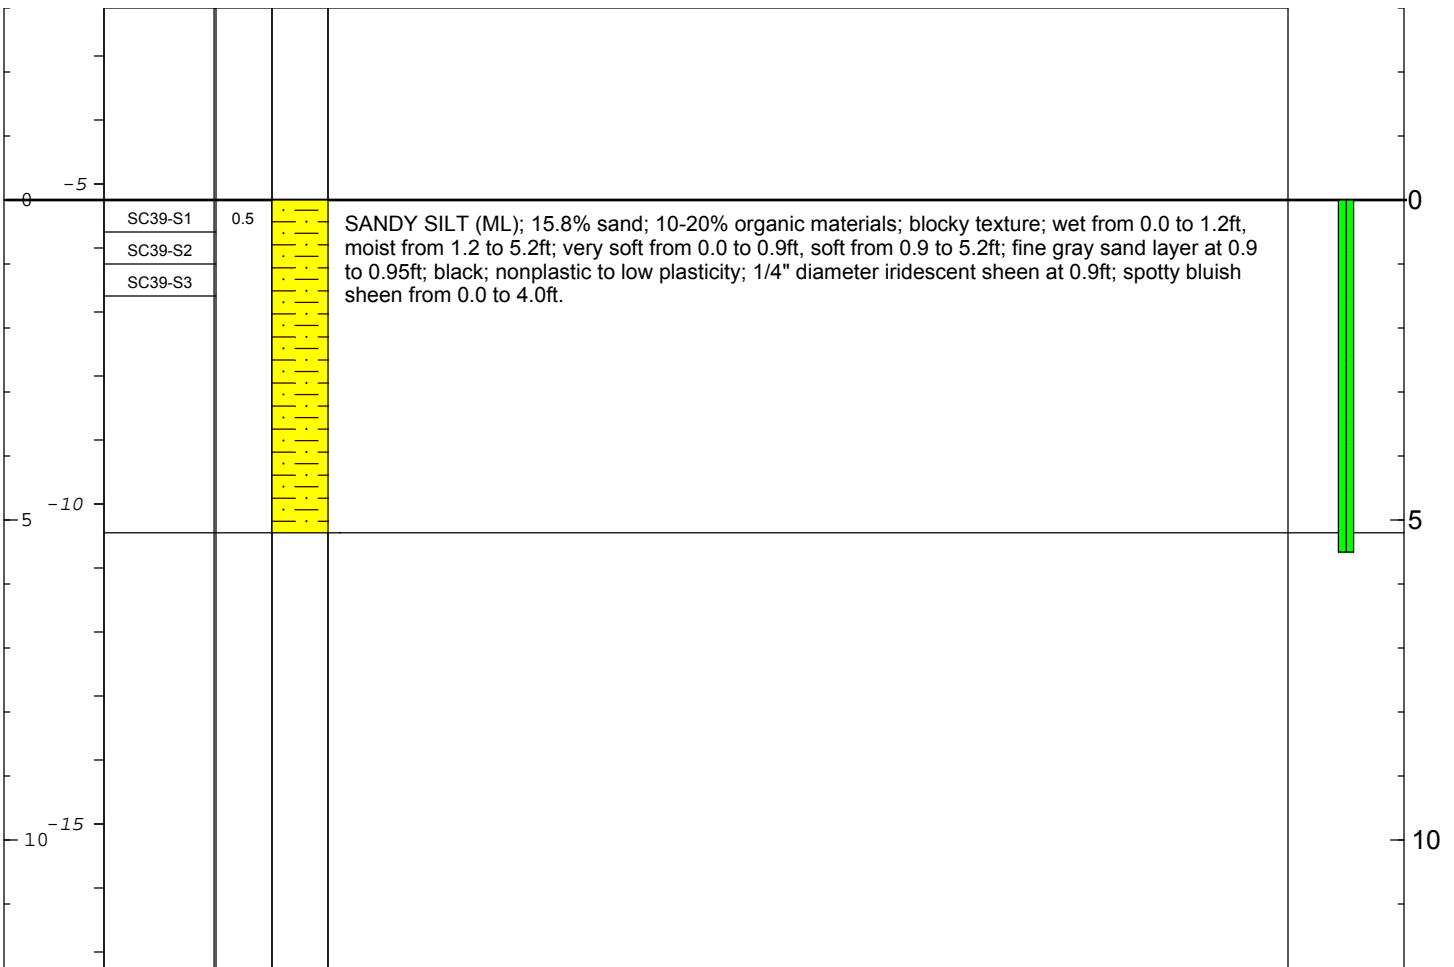 -5
0
0
SC39-S1
0.5
SANDY SILT (ML); 15.8% sand; 10-20% organic materials; blocky texture; wet from 0.0 to 1.2ft,
moist from 1.2 to 5.2ft; very soft from 0.0 to 0.9ft, soft from 0.9 to 5.2ft; fine gray sand layer at 0.9
to 0.95ft; black; nonplastic to low plasticity; 1/4" diameter iridescent sheen at 0.9ft; spotty bluish
sheen from 0.0 to 4.0ft.
SC39-S2
SC39-S3
-10
5
5
-15
10
10